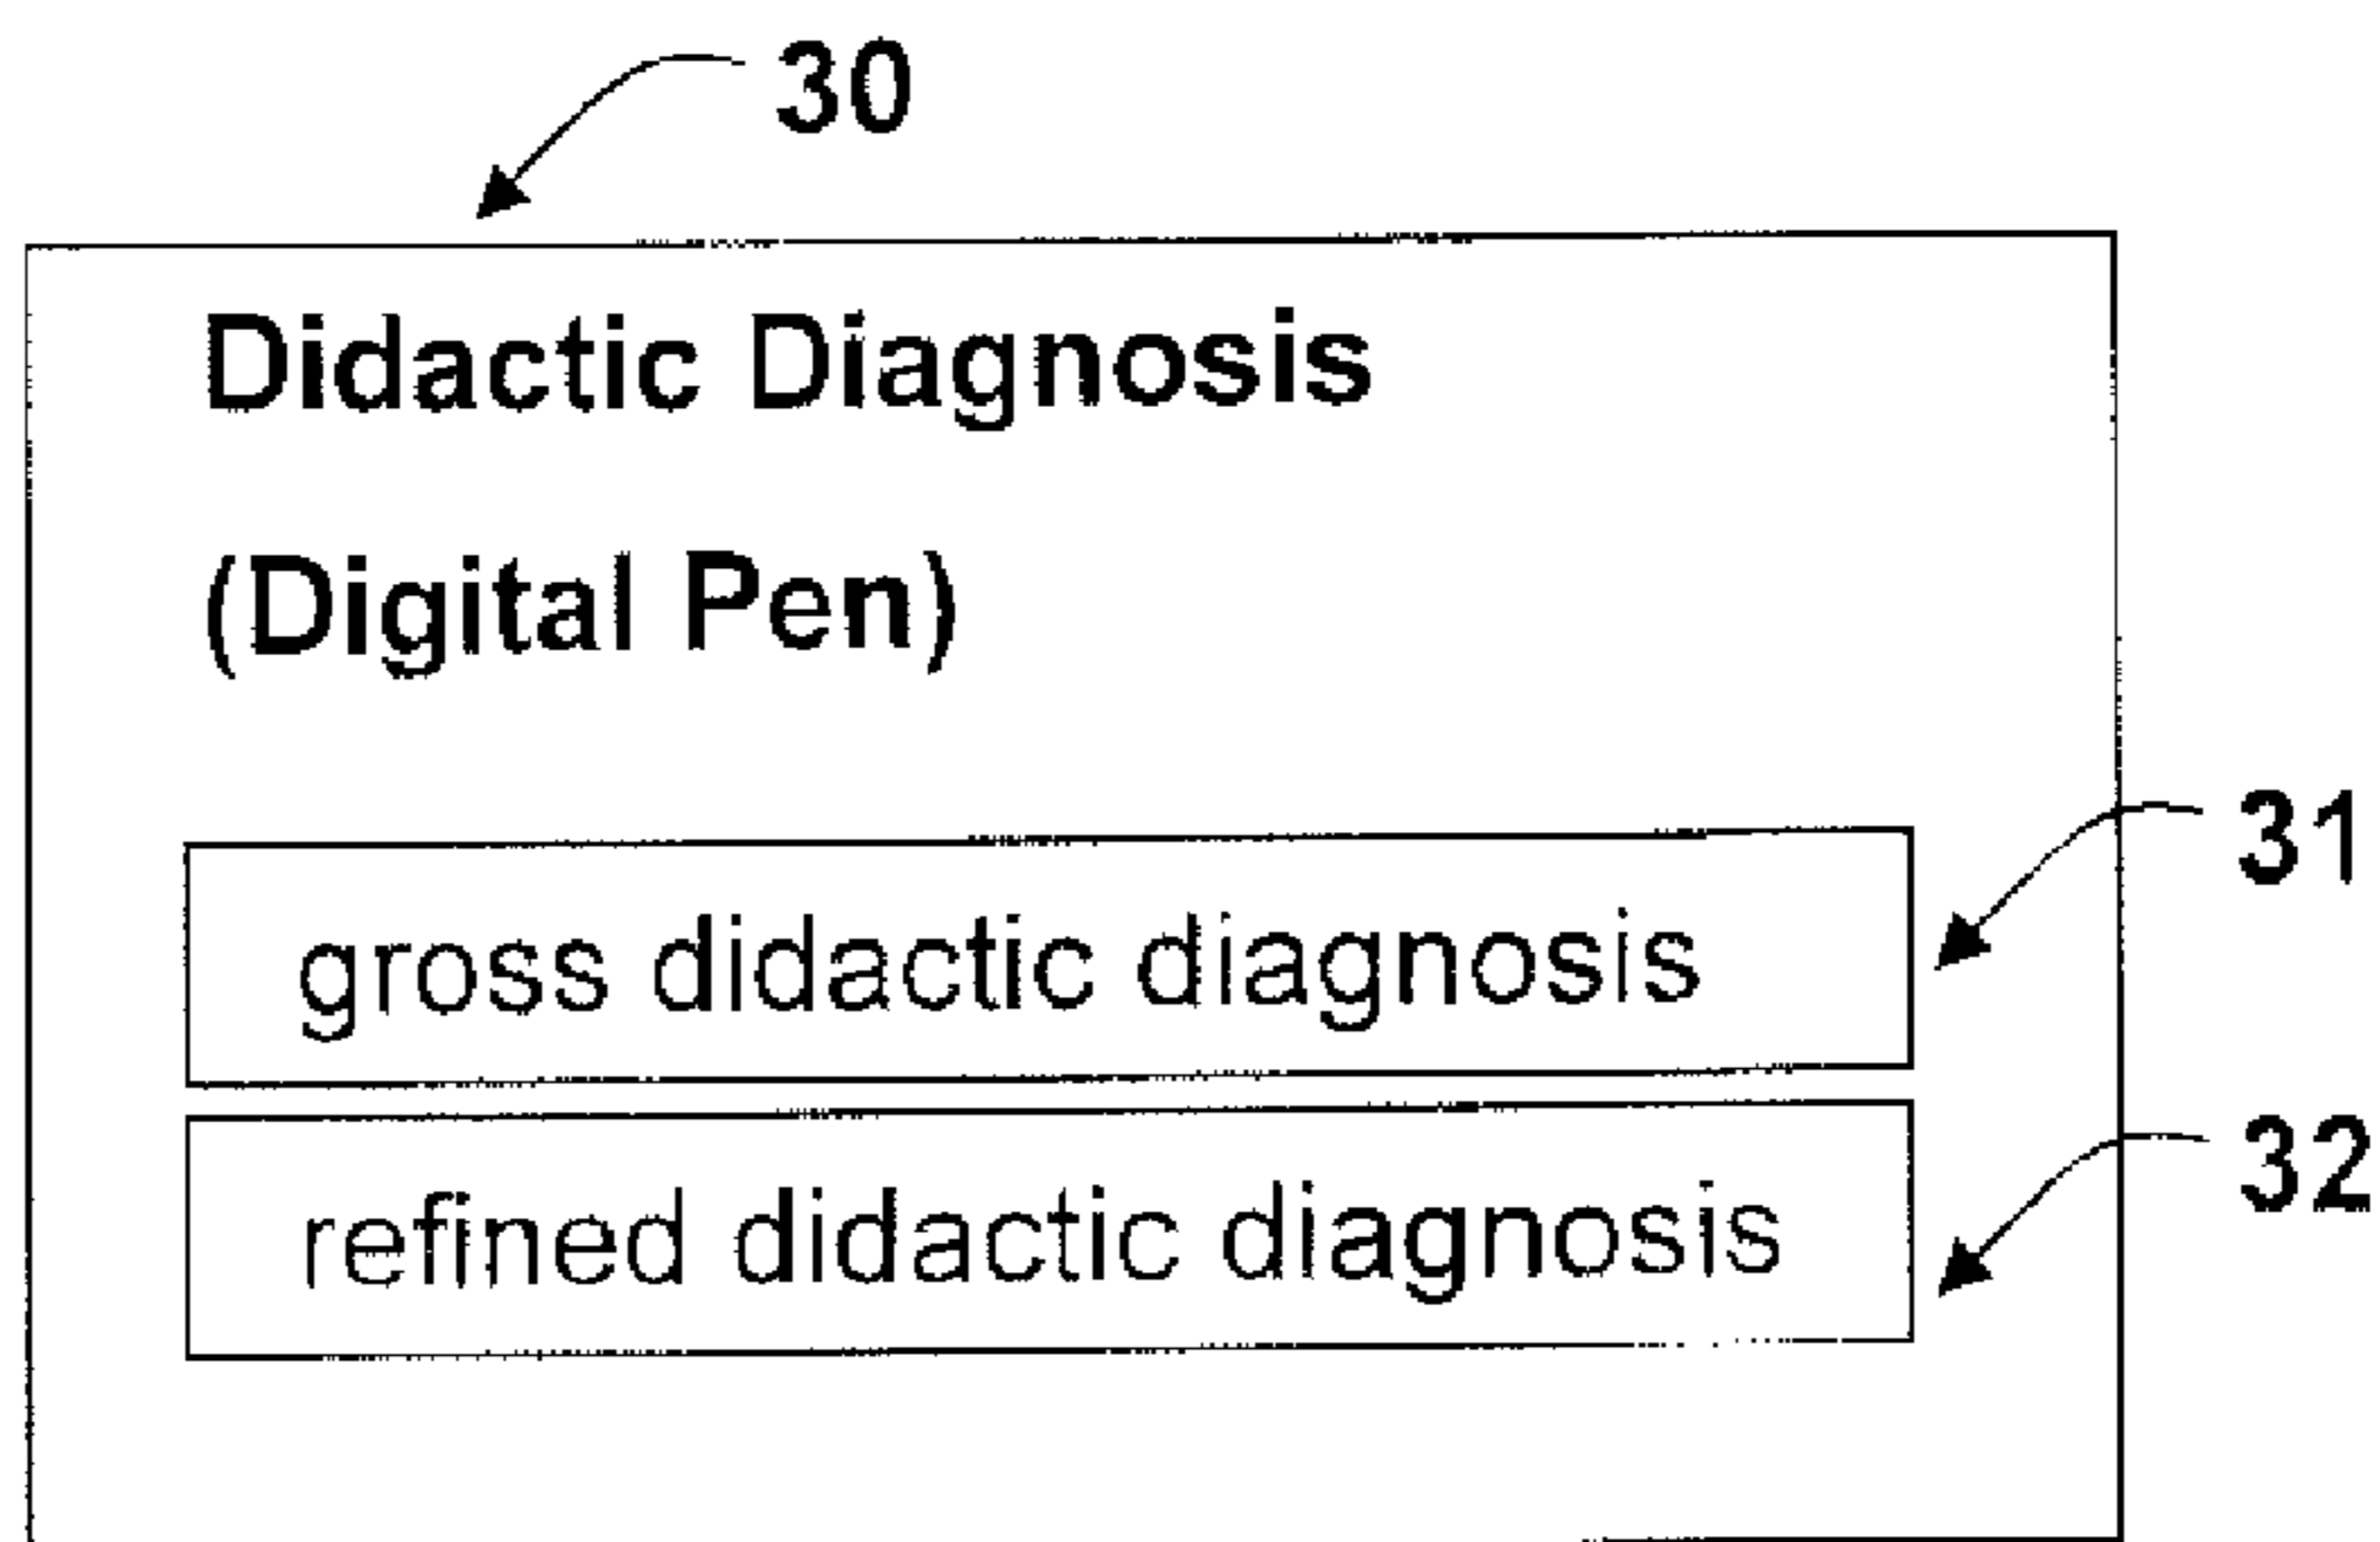 30
Didactic Diagnosis
(Digital Pen)
31
gross didactic diagnosis
32
refined didactic diagnosis